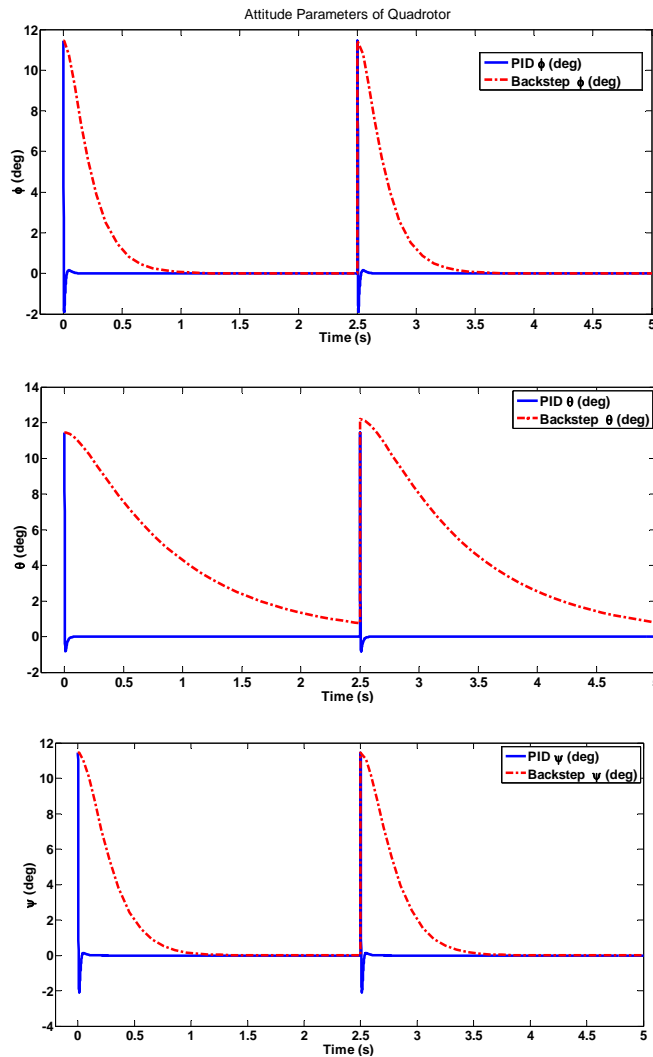 Attitude Parameters of Quadrotor
12
10
8
6
4
2
0
-2
ϕ (deg)
PID ϕ (deg)
Backstep ϕ (deg)
0 0.5 1 1.5 2 2.5 3 3.5 4 4.5 5
Time (s)
14
12
10
8
6
4
2
0
-2
θ (deg)
PID θ (deg)
Backstep θ (deg)
0 0.5 1 1.5 2 2.5 3 3.5 4 4.5 5
Time (s)
12
10
8
6
4
2
0
-2
-4
ψ (deg)
PID ψ (deg)
Backstep ψ (deg)
0 0.5 1 1.5 2 2.5 3 3.5 4 4.5 5
Time (s)